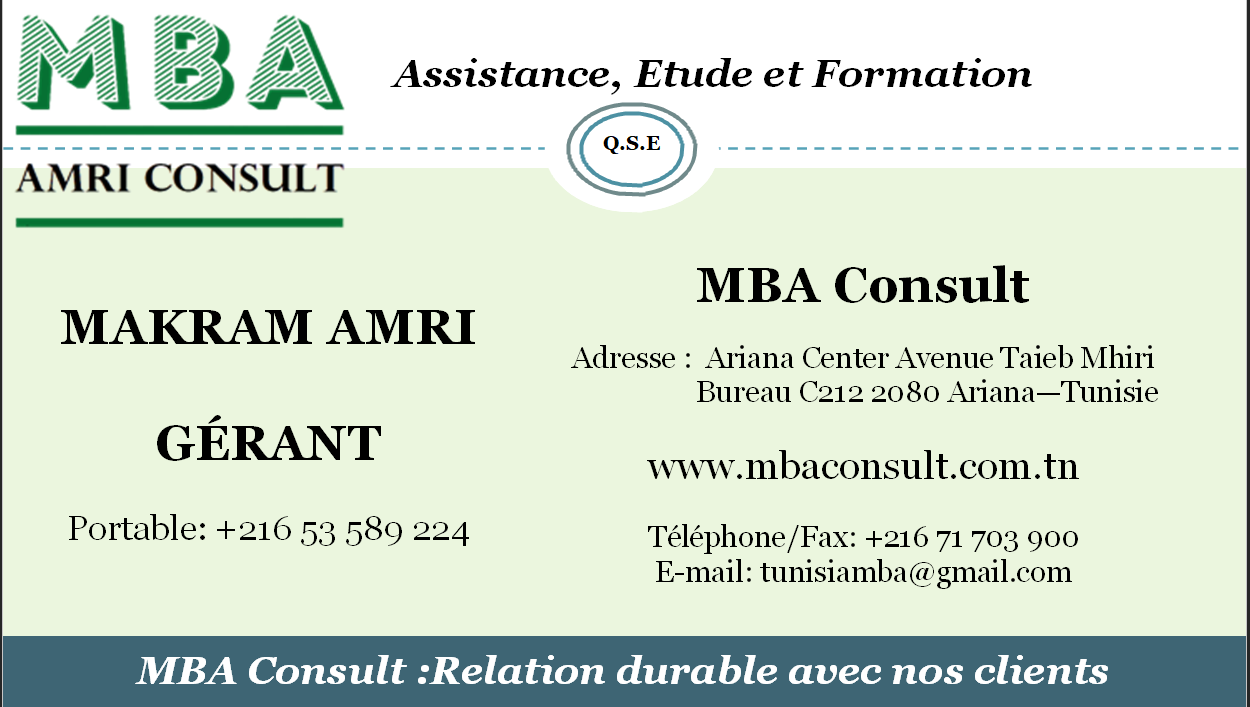 MBA
AMRI CONSULT
Assistance, Etude et Formation
Q.S.E
MAKRAM AMRI
GÉRANT
Portable: +216 53 589 224
MBA Consult
Adresse : Ariana Center Avenue Taieb Mhiri
Bureau C212 2080 Ariana—Tunisie
www.mbaconsult.com.tn
Téléphone/Fax: +216 71 703 900
E-mail: tunisiamba@gmail.com
MBA Consult :Relation durable avec nos clients